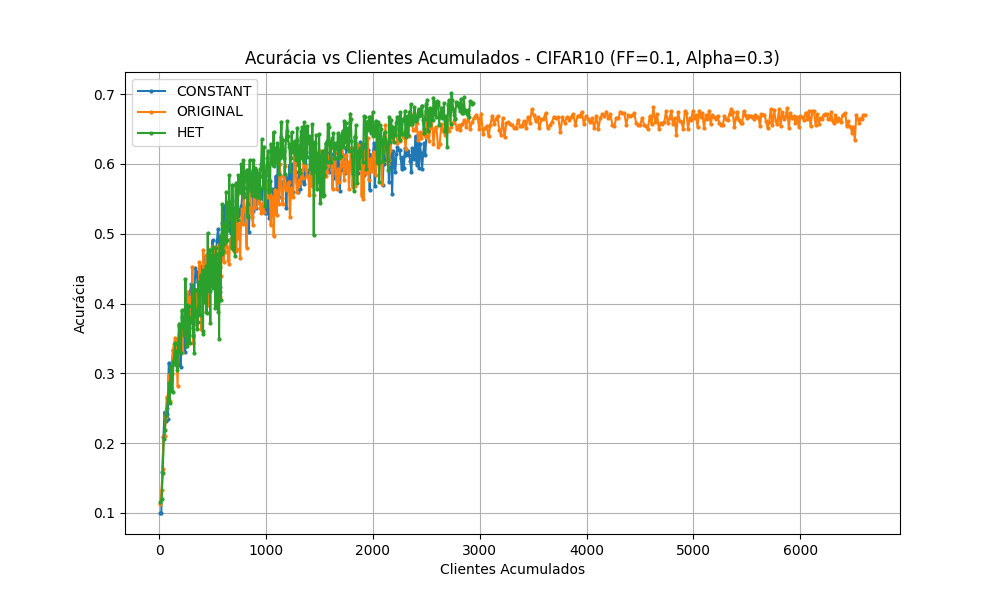 Acurácia vs Clientes Acumulados - CIFAR10 (FF=0.1, Alpha=0.3)
CONSTANT
ORIGINAL
HET
0.7
0.6
0.5
0.4
0.3
0.2
0.1
Acurácia
0 1000 2000 3000 4000 5000 6000
Clientes Acumulados